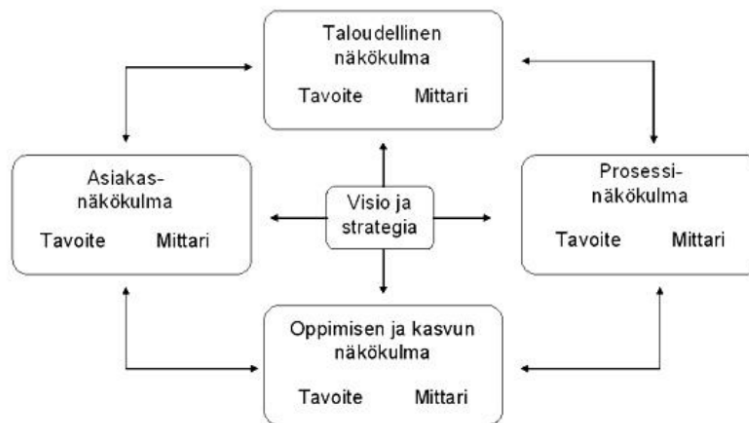 Taloudellinen
näkökulma
Tavoite Mittari
Asiakas-
näkökulma
Tavoite Mittari
Visio ja
strategia
Prosessi-
näkökulma
Tavoite Mittari
Oppimisen ja kasvun
näkökulma
Tavoite Mittari